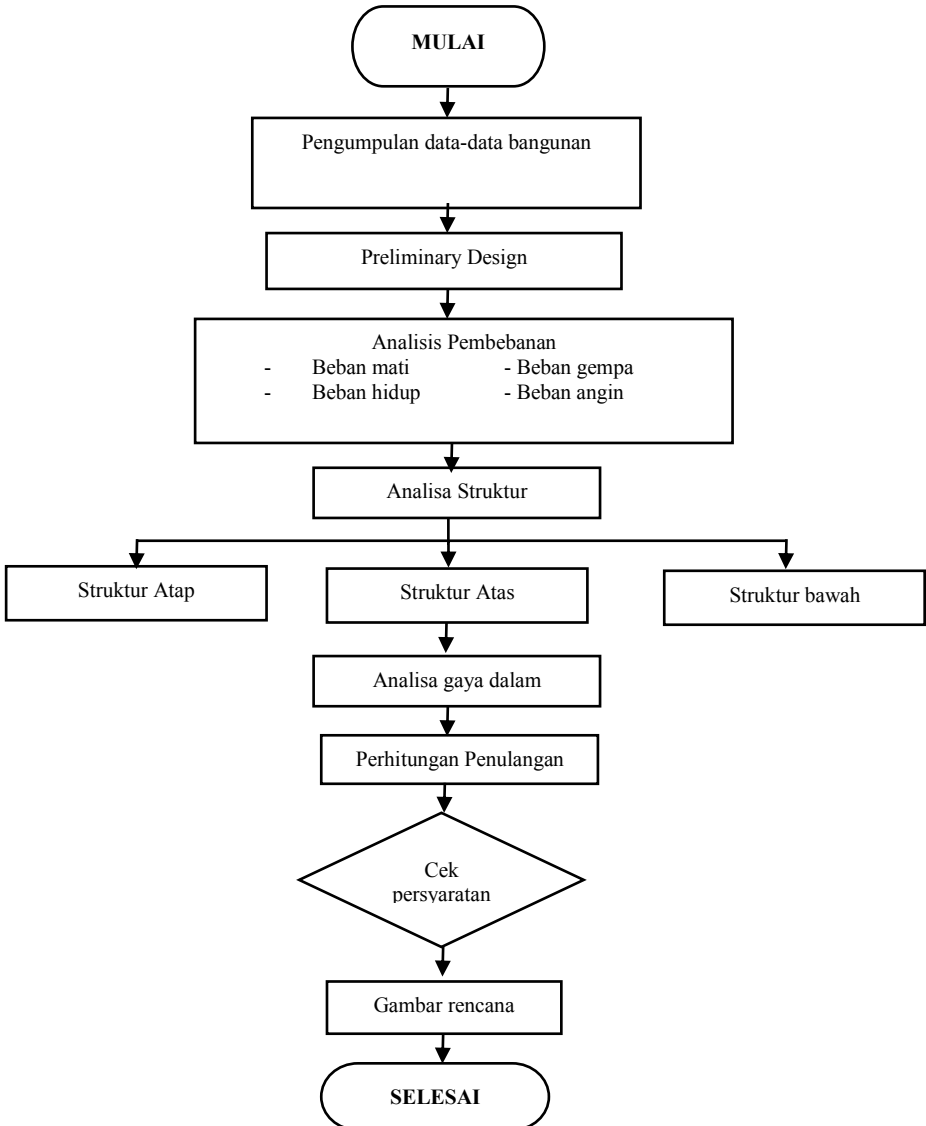 MULAI
Pengumpulan data-data bangunan
Preliminary Design
Analisis Pembebanan
- Beban mati - Beban gempa
- Beban hidup - Beban angin
Analisa Struktur
Struktur Atap
Struktur Atas
Struktur bawah
Analisa gaya dalam
Perhitungan Penulangan
Cek
persyaratan
Gambar rencana
SELESAI